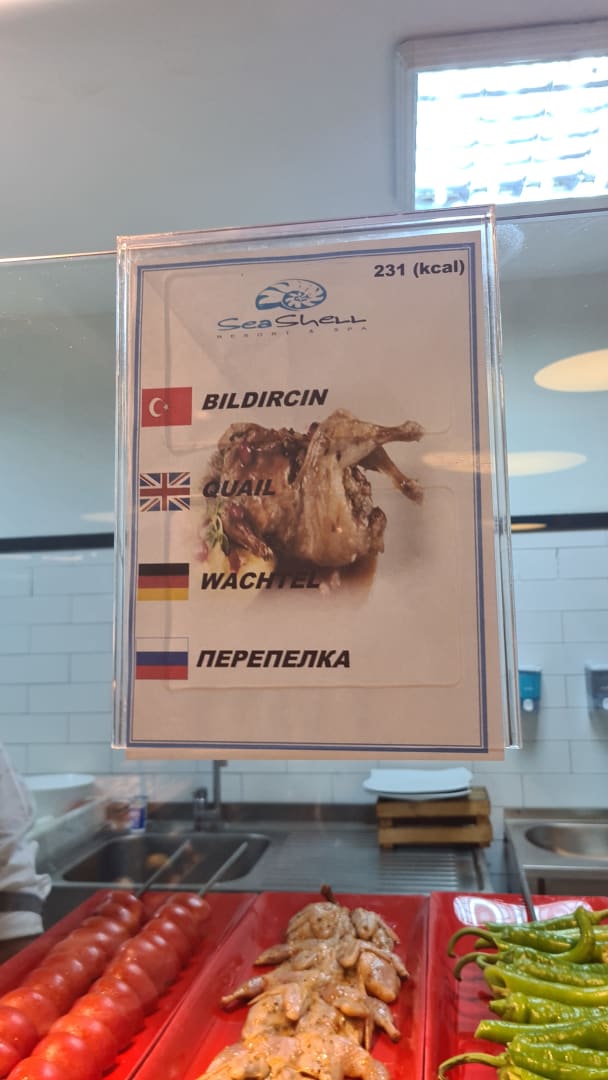 231 (kcal)
SeaShell
RESORT & SPA
BILDIRCIN
QUAIL
WACHTEL
ПЕРЕПЕЛКА